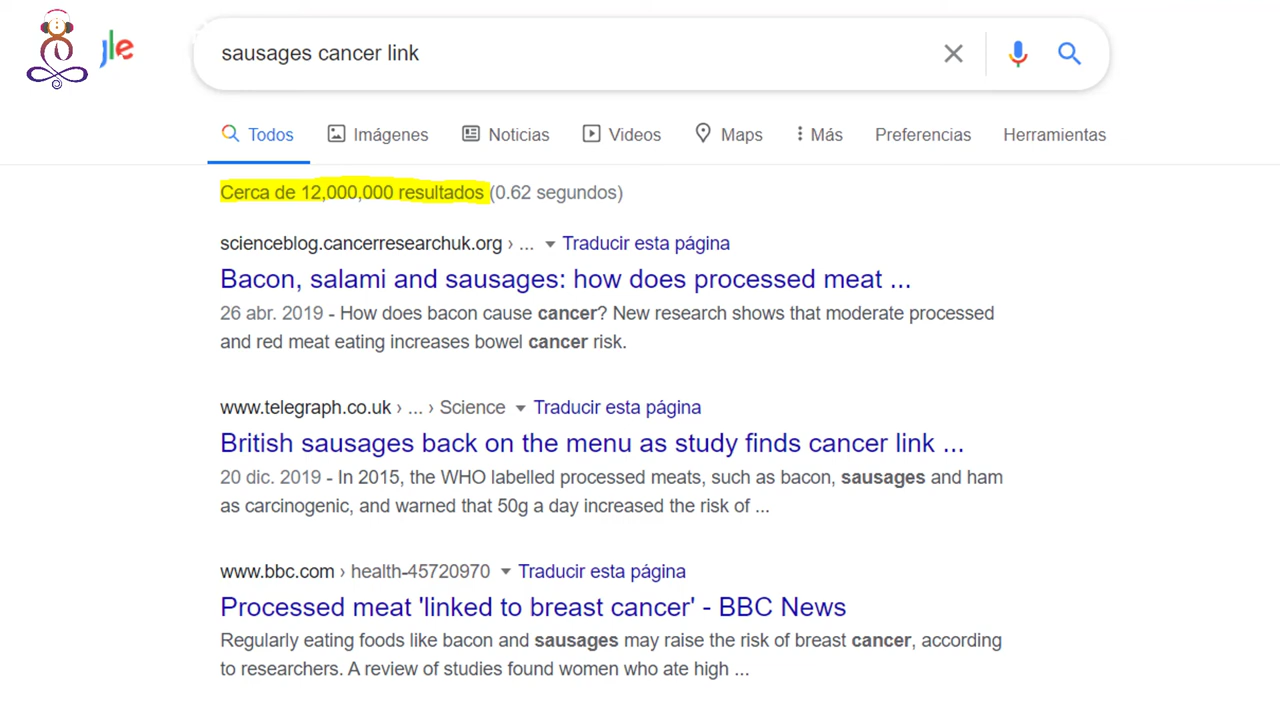 gle
sausages cancer link
Todos Imágenes Noticias Videos Maps Más Preferencias Herramientas
Cerca de 12,000,000 resultados (0.62 segundos)
scienceblog.cancerresearchuk.org › ... Traducir esta página
Bacon, salami and sausages: how does processed meat ...
26 abr. 2019 - How does bacon cause cancer? New research shows that moderate processed
and red meat eating increases bowel cancer risk.
www.telegraph.co.uk › ... › Science Traducir esta página
British sausages back on the menu as study finds cancer link ...
20 dic. 2019 - In 2015, the WHO labelled processed meats, such as bacon, sausages and ham
as carcinogenic, and warned that 50g a day increased the risk of ...
www.bbc.com › health-45720970 Traducir esta página
Processed meat 'linked to breast cancer' - BBC News
Regularly eating foods like bacon and sausages may raise the risk of breast cancer, according
to researchers. A review of studies found women who ate high ...